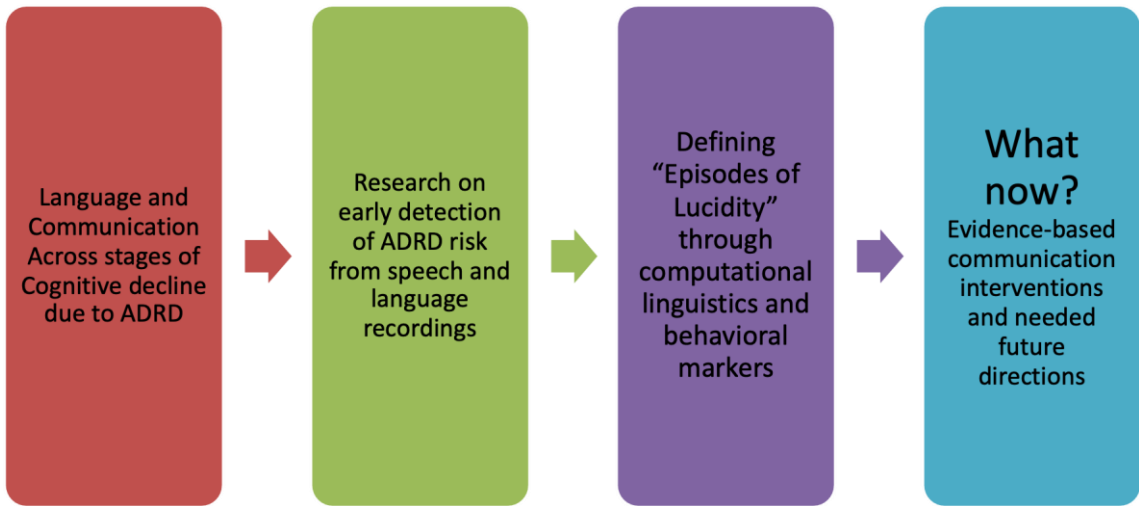 Language and
Communication
Across stages of
Cognitive decline
due to ADRD
Research on
early detection
of ADRD risk
from speech and
language
recordings
Defining
“Episodes of
Lucidity”
through
computational
linguistics and
behavioral
markers
What
now?
Evidence-based
communication
interventions
and needed
future
directions